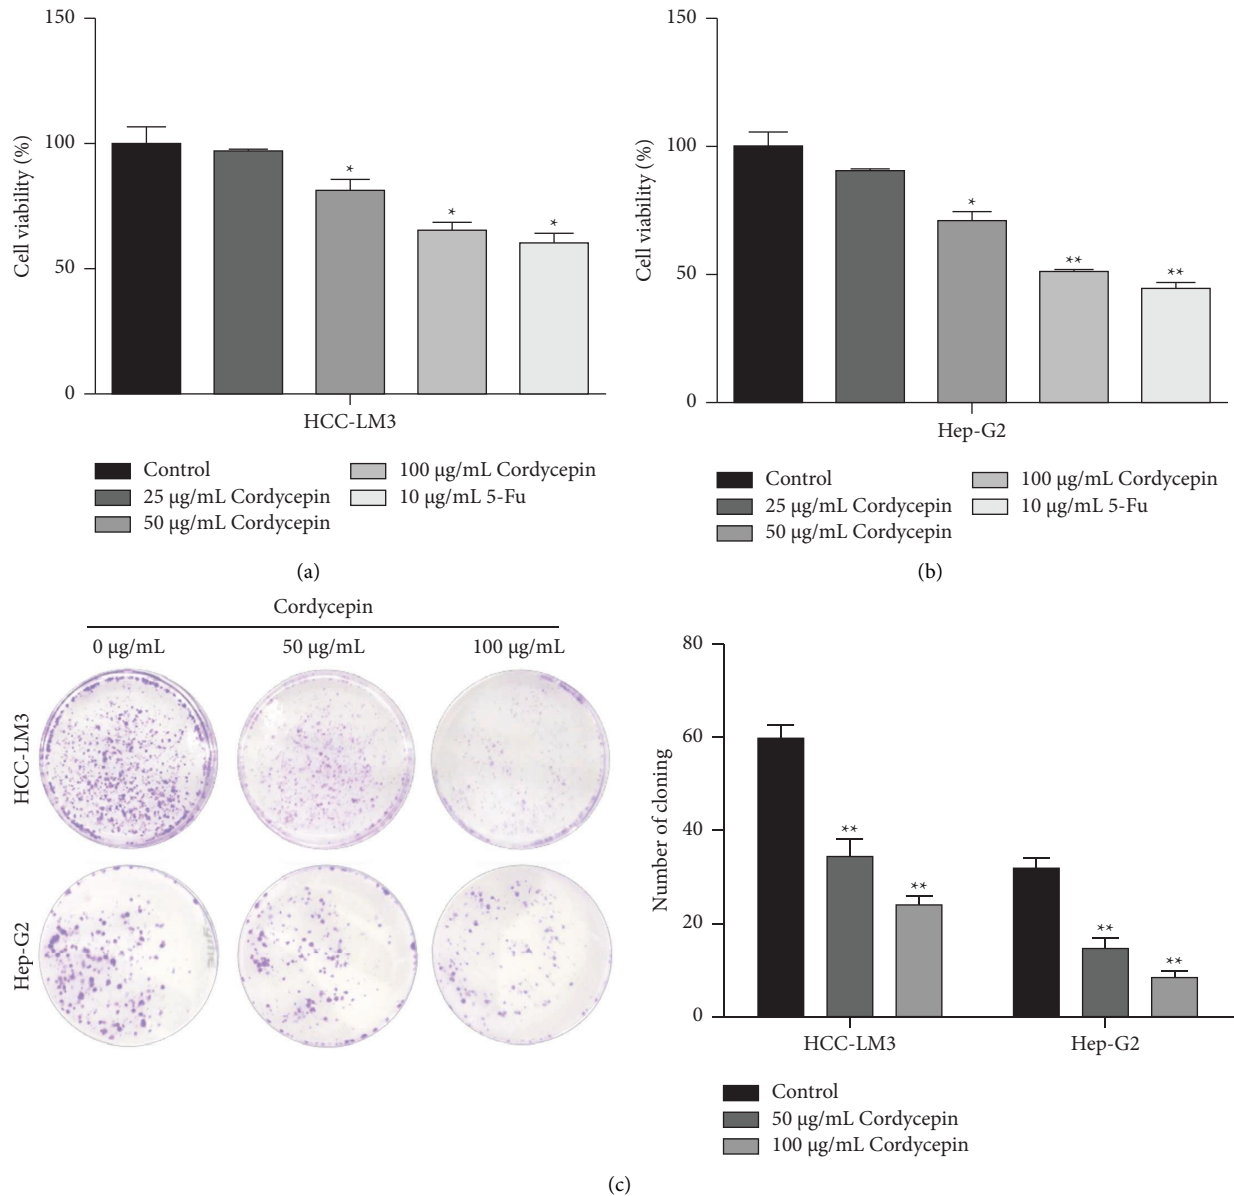 150
100
50
0
Cell viability (%)
*
*
*
HCC-LM3
Control
25 µg/mL Cordycepin
50 µg/mL Cordycepin
100 µg/mL Cordycepin
10 µg/mL 5-Fu
(a)
150
100
50
0
Cell viability (%)
*
**
**
Hep-G2
Control
25 µg/mL Cordycepin
50 µg/mL Cordycepin
100 µg/mL Cordycepin
10 µg/mL 5-Fu
(b)
Cordycepin
0 µg/mL 50 µg/mL 100 µg/mL
HCC-LM3
Hep-G2
80
60
40
20
0
Number of cloning
**
**
**
**
HCC-LM3 Hep-G2
Control
50 µg/mL Cordycepin
100 µg/mL Cordycepin
(c)